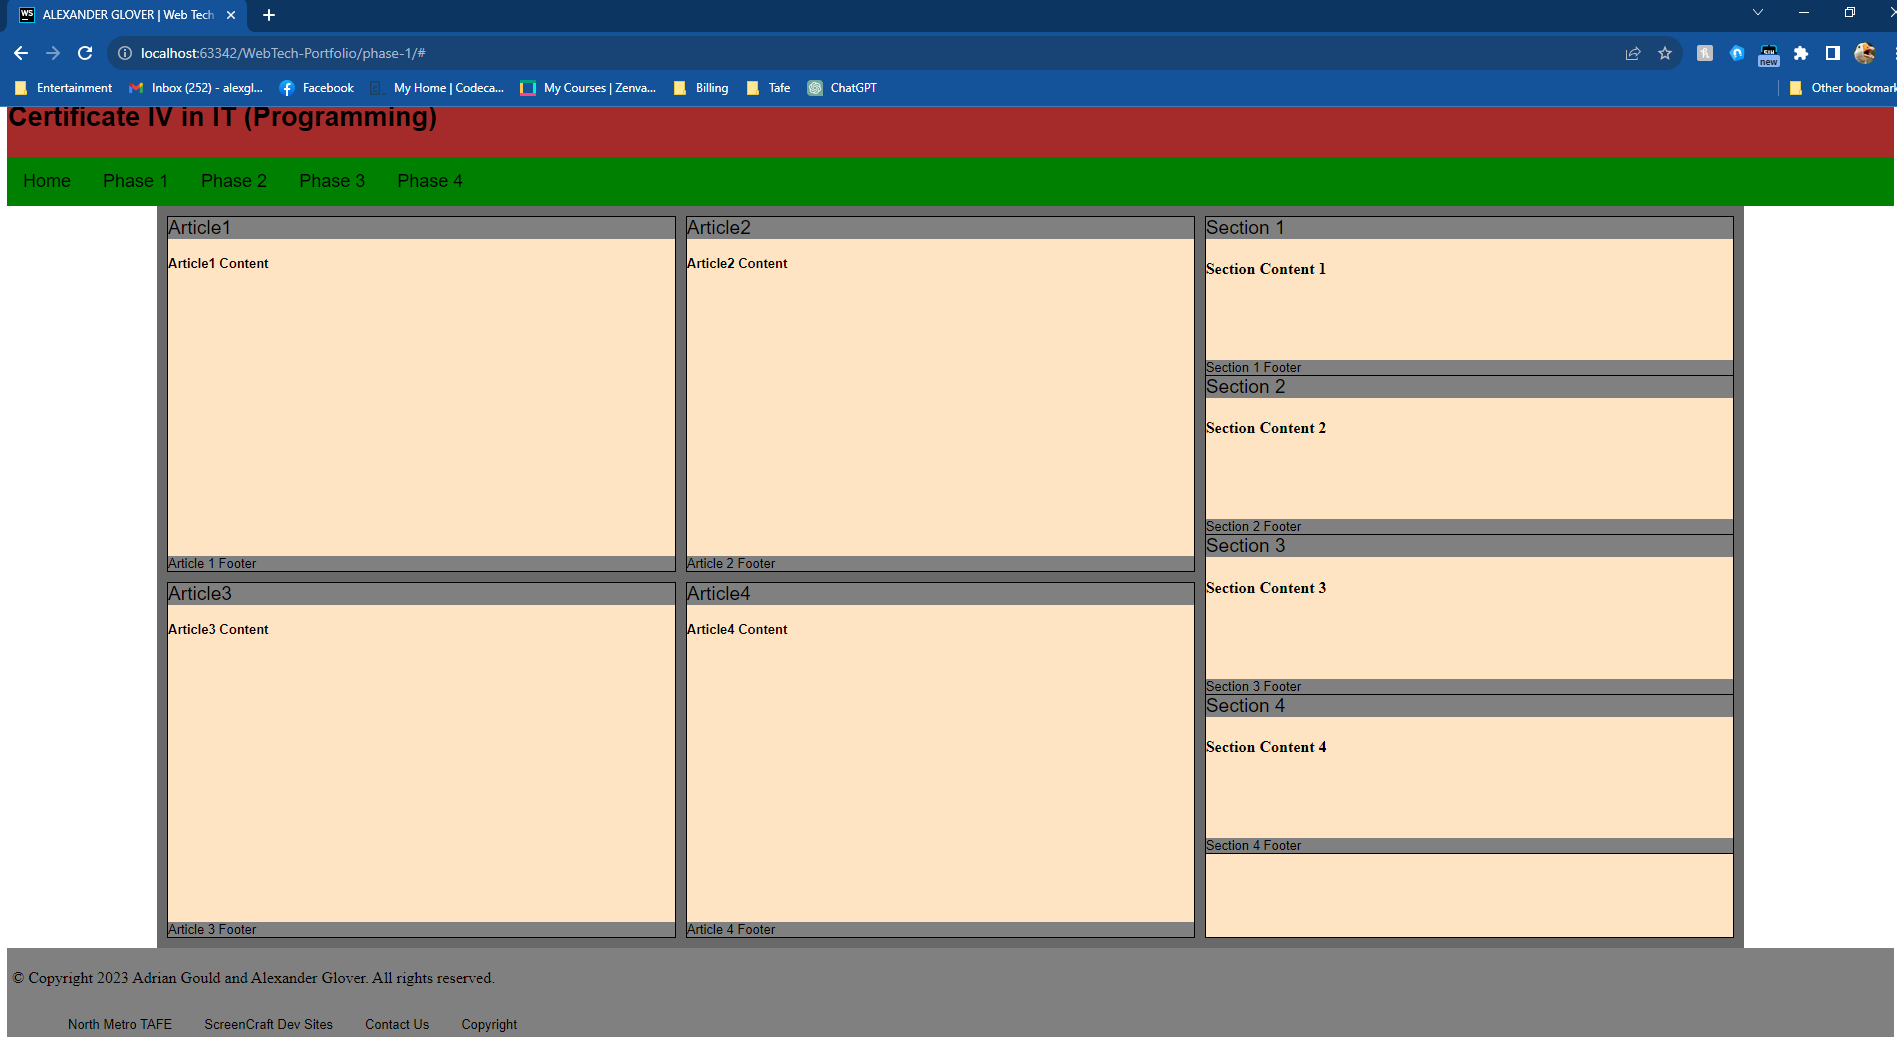 WS ALEXANDER GLOVER | Web Tech
localhost:63342/WebTech-Portfolio/phase-1/#
new
Entertainment Inbox (252) - alexgl... Facebook My Home | Codeca... My Courses | Zenva... Billing Tafe ChatGPT Other bookmark
Certificate IV in IT (Programming)
Home Phase 1 Phase 2 Phase 3 Phase 4
Article1
Article1 Content
Article 1 Footer
Article2
Article2 Content
Article 2 Footer
Article3
Article3 Content
Article 3 Footer
Article4
Article4 Content
Article 4 Footer
Section 1
Section Content 1
Section 1 Footer
Section 2
Section Content 2
Section 2 Footer
Section 3
Section Content 3
Section 3 Footer
Section 4
Section Content 4
Section 4 Footer
© Copyright 2023 Adrian Gould and Alexander Glover. All rights reserved.
North Metro TAFE ScreenCraft Dev Sites Contact Us Copyright